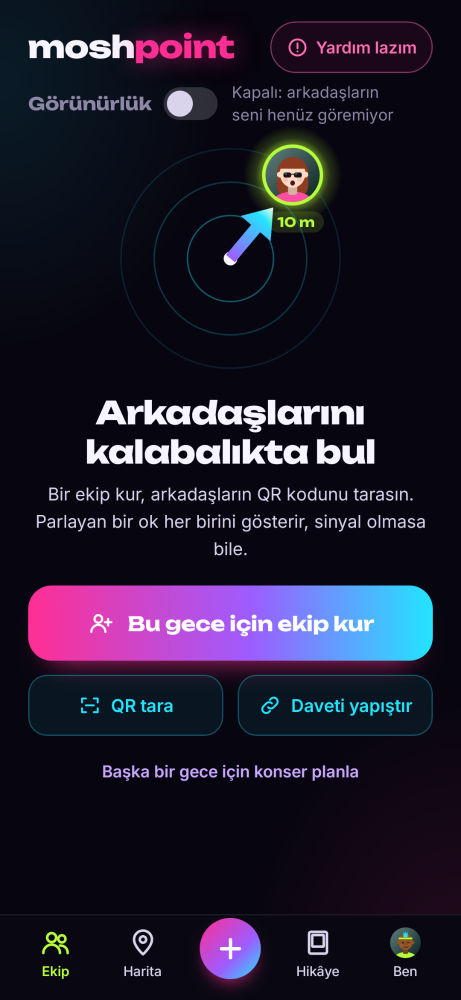 moshpoint
Yardım lazım
Görünürlük
Kapalı: arkadaşların
seni henüz göremiyor
10 m
Arkadaşlarını
kalabalıkta bul
Bir ekip kur, arkadaşların QR kodunu tarasın.
Parlayan bir ok her birini gösterir, sinyal olmasa
bile.
Bu gece için ekip kur
QR tara
Daveti yapıştır
Başka bir gece için konser planla
Ekip
Harita
Hikâye
Ben